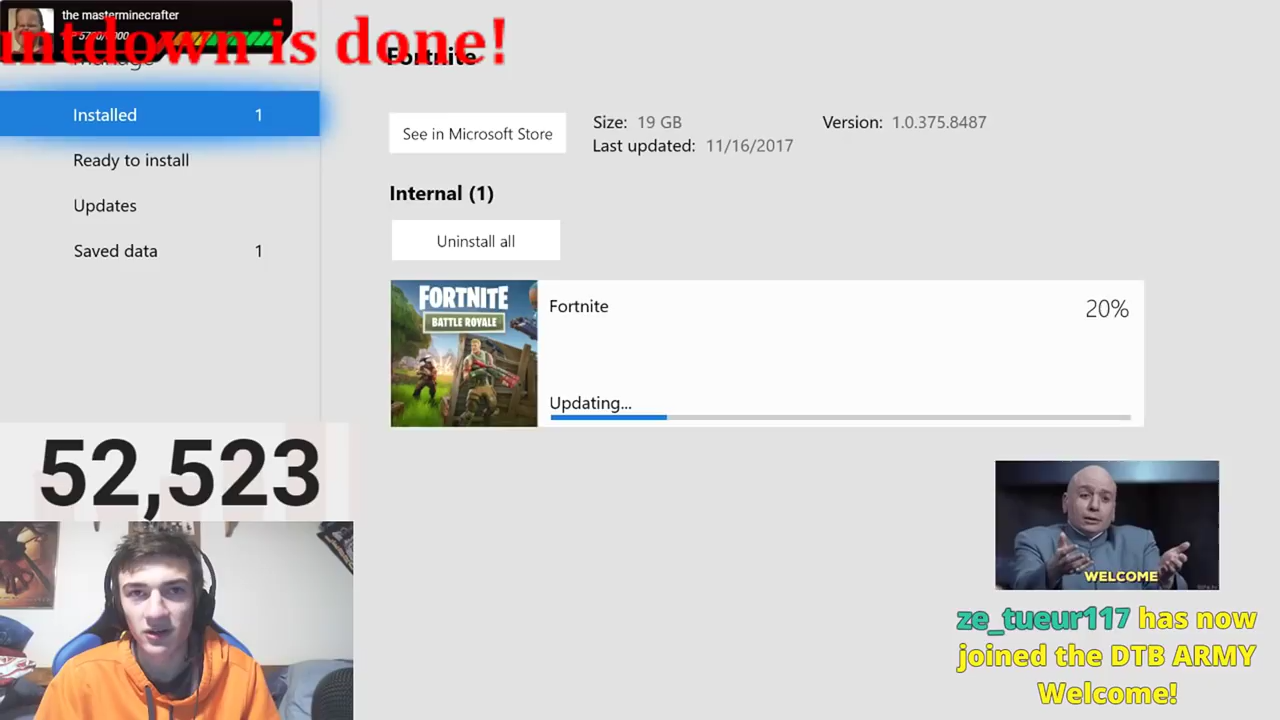 the masterminecrafter
untdown is done!
Manage
Fortnite
Installed 1
See in Microsoft Store
Size: 19 GB
Version: 1.0.375.8487
Last updated: 11/16/2017
Ready to install
Internal (1)
Updates
Uninstall all
Saved data 1
FORTNITE
BATTLE ROYALE
Fortnite
20%
Updating...
52,523
WELCOME
ze_tueur117 has now
joined the DTB ARMY
Welcome!